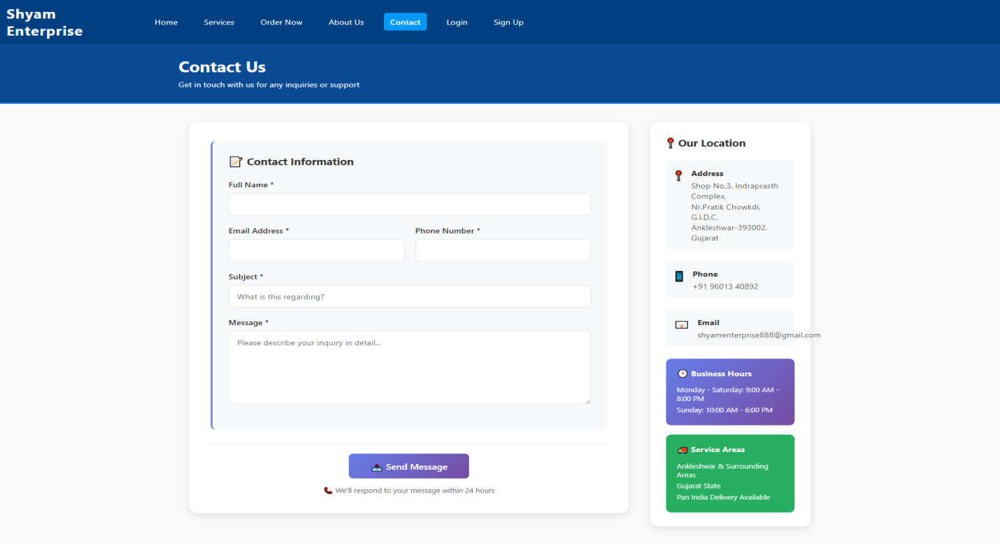 Shyam
Enterprise
Home
Services
Order Now
About Us
Contact
Login
Sign Up
Contact Us
Get in touch with us for any inquiries or support
Contact Information
Full Name *
Email Address *
Phone Number *
Subject *
What is this regarding?
Message *
Please describe your inquiry in detail...
Send Message
We'll respond to your message within 24 hours
Our Location
Address
Shop No.3, Indraprasth
Complex,
Nr.Pratik Chowkdi,
G.I.D.C,
Ankleshwar-393002,
Gujarat
Phone
+91 96013 40892
Email
shyamenterprise888@gmail.com
Business Hours
Monday - Saturday: 9:00 AM -
8:00 PM
Sunday: 10:00 AM - 6:00 PM
Service Areas
Ankleshwar & Surrounding
Areas
Gujarat State
Pan India Delivery Available